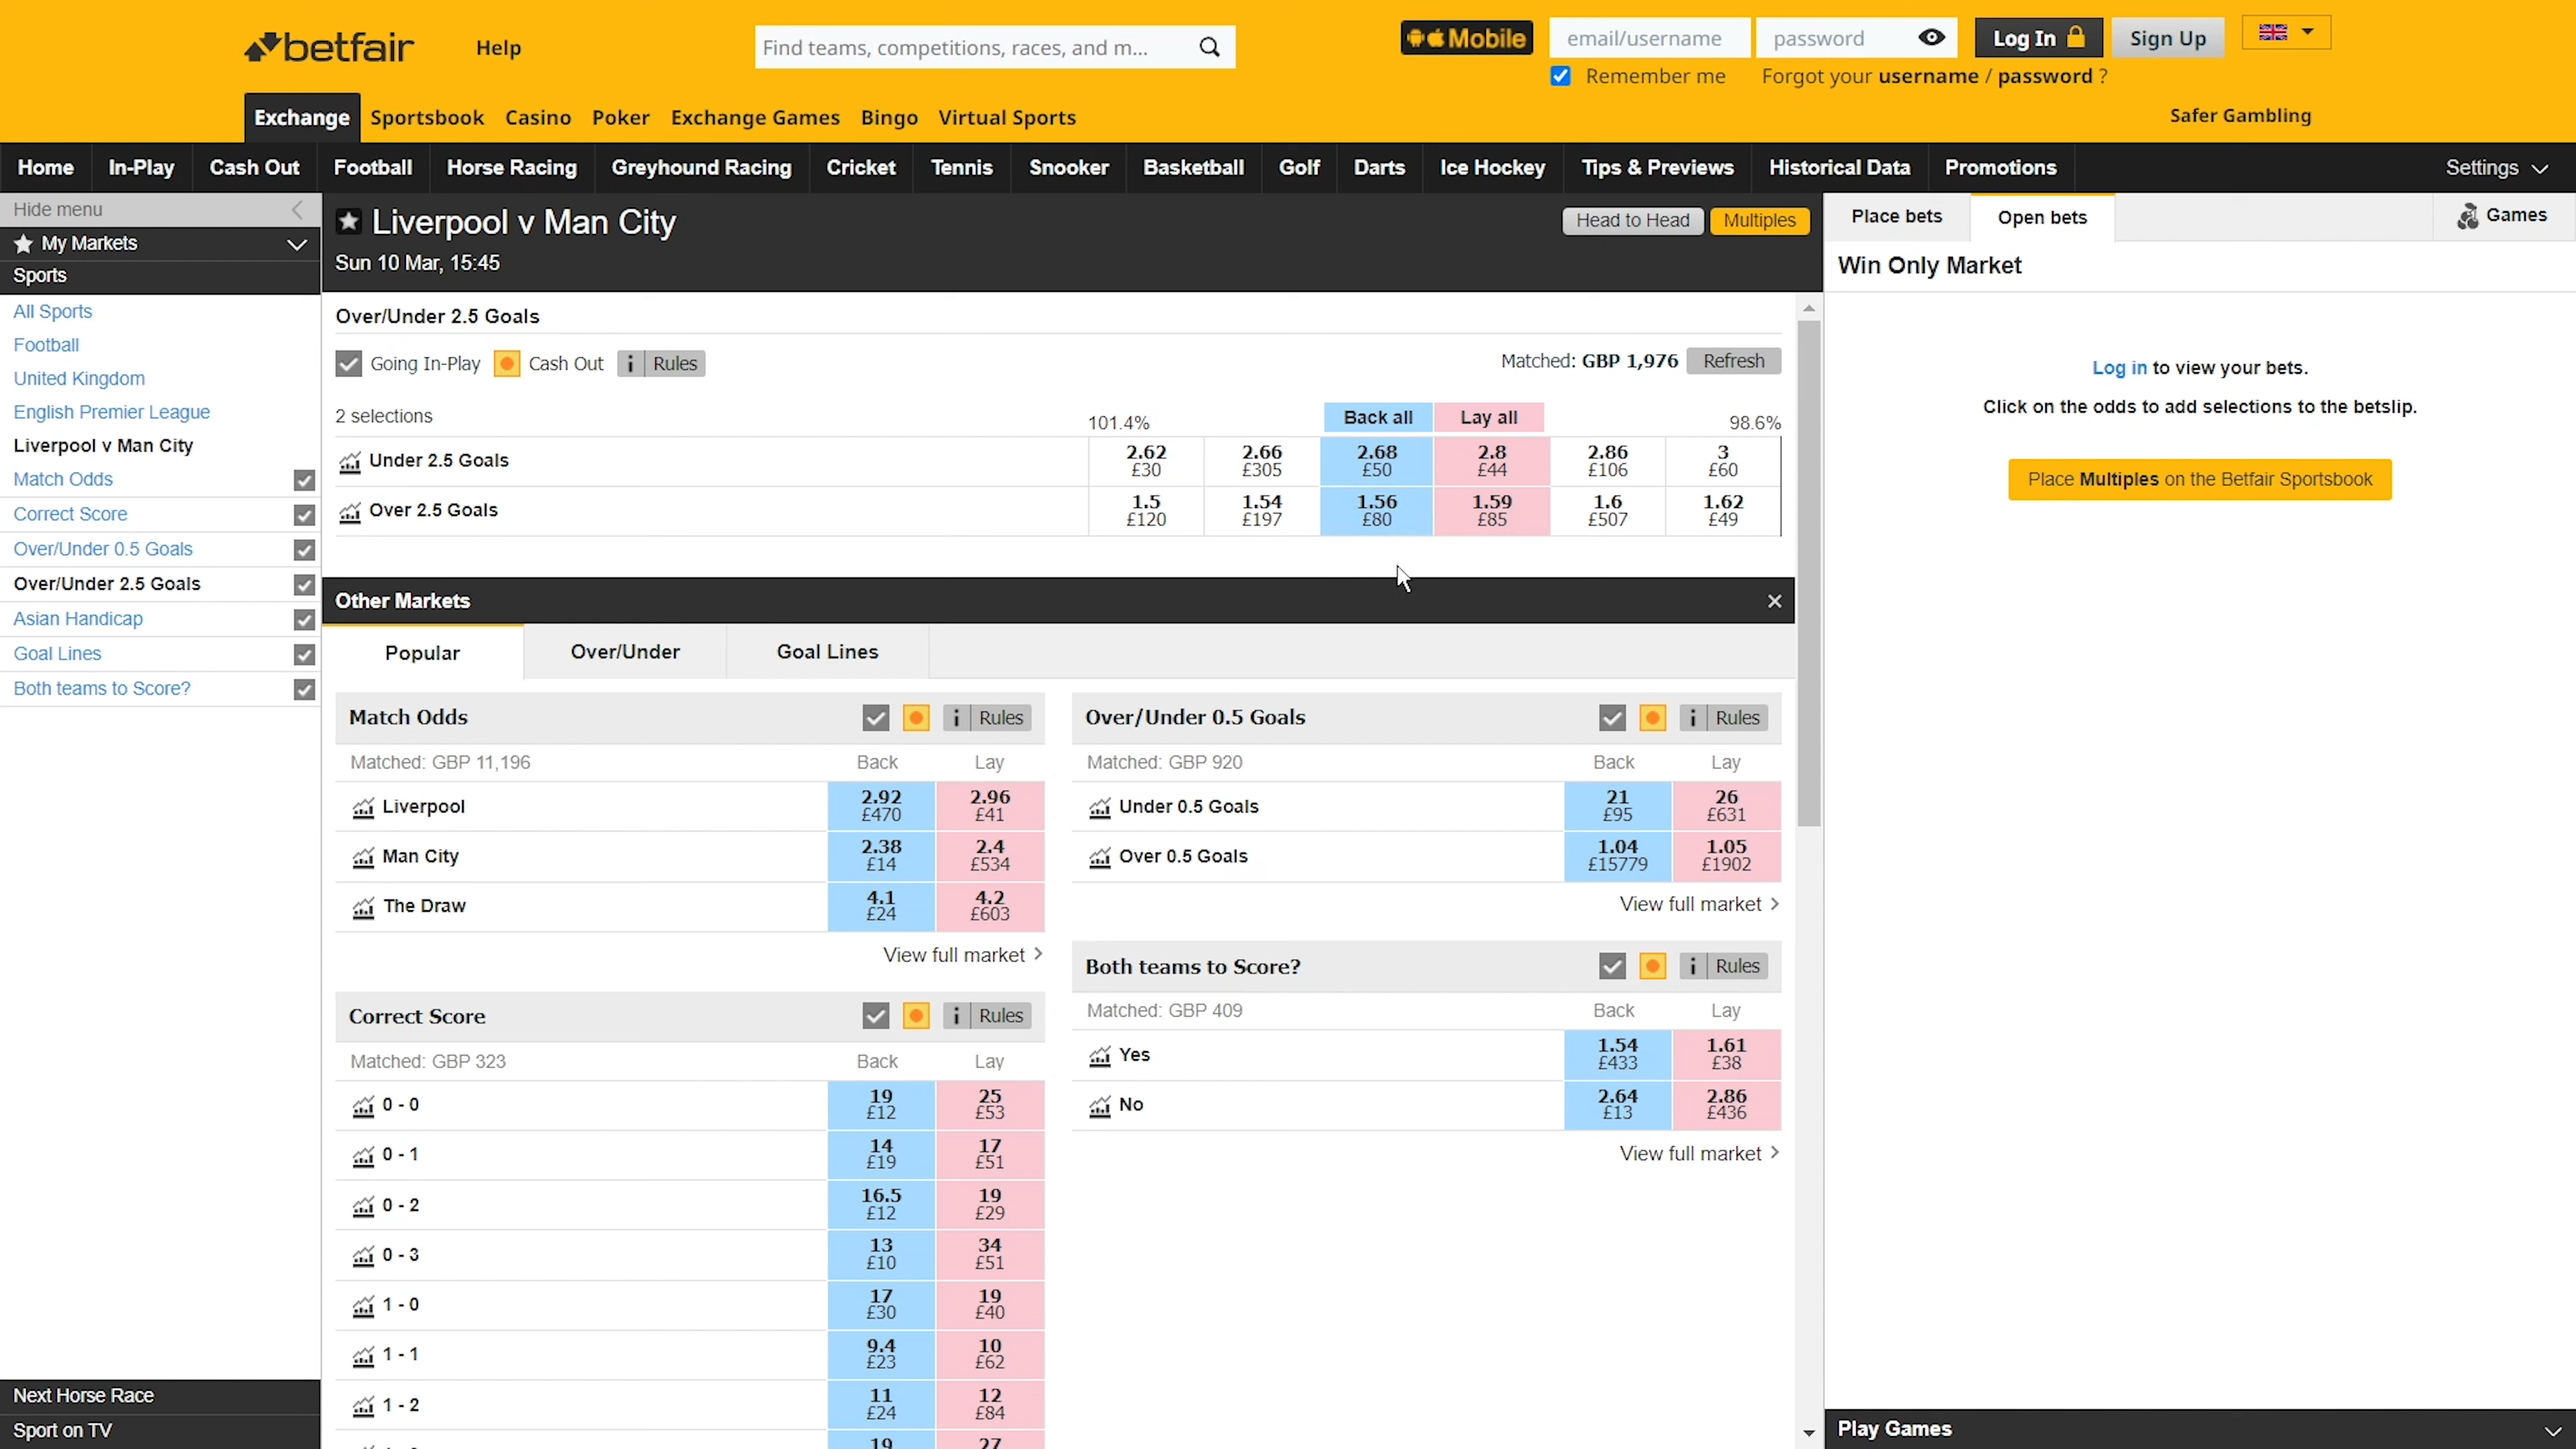 betfair
Help
Find teams, competitions, races, and m...
Mobile
email/username
password
Log In
Sign Up
Remember me
Forgot your username / password ?
Exchange Sportsbook Casino Poker Exchange Games Bingo Virtual Sports
Safer Gambling
Home In-Play Cash Out Football Horse Racing Greyhound Racing Cricket Tennis Snooker Basketball Golf Darts Ice Hockey Tips & Previews Historical Data Promotions Settings
Hide menu
My Markets
Sports
All Sports
Football
United Kingdom
English Premier League
Liverpool v Man City
Match Odds
Correct Score
Over/Under 0.5 Goals
Over/Under 2.5 Goals
Asian Handicap
Goal Lines
Both teams to Score?
Next Horse Race
Sport on TV
Liverpool v Man City
Head to Head Multiples
Sun 10 Mar, 15:45
Over/Under 2.5 Goals
Going In-Play Cash Out i Rules
Matched: GBP 1,976 Refresh
2 selections 101.4% Back all Lay all 98.6%
Under 2.5 Goals 2.62 2.66 2.68 2.8 2.86 3
£30 £305 £50 £44 £106 £60
Over 2.5 Goals 1.5 1.54 1.56 1.59 1.6 1.62
£120 £197 £80 £85 £507 £49
Other Markets
Popular Over/Under Goal Lines
Match Odds i Rules
Matched: GBP 11,196 Back Lay
Liverpool 2.92 2.96
£470 £41
Man City 2.38 2.4
£14 £534
The Draw 4.1 4.2
£24 £603
View full market
Correct Score i Rules
Matched: GBP 323 Back Lay
0 - 0 19 25
£12 £53
0 - 1 14 17
£19 £51
0 - 2 16.5 19
£12 £29
0 - 3 13 34
£10 £51
1 - 0 17 19
£30 £40
1 - 1 9.4 10
£23 £62
1 - 2 11 12
£24 £84
19 27
Over/Under 0.5 Goals i Rules
Matched: GBP 920 Back Lay
Under 0.5 Goals 21 26
£95 £631
Over 0.5 Goals 1.04 1.05
£15779 £1902
View full market
Both teams to Score? i Rules
Matched: GBP 409 Back Lay
Yes 1.54 1.61
£433 £38
No 2.64 2.86
£13 £436
View full market
Place bets Open bets Games
Win Only Market
Log in to view your bets.
Click on the odds to add selections to the betslip.
Place Multiples on the Betfair Sportsbook
Play Games